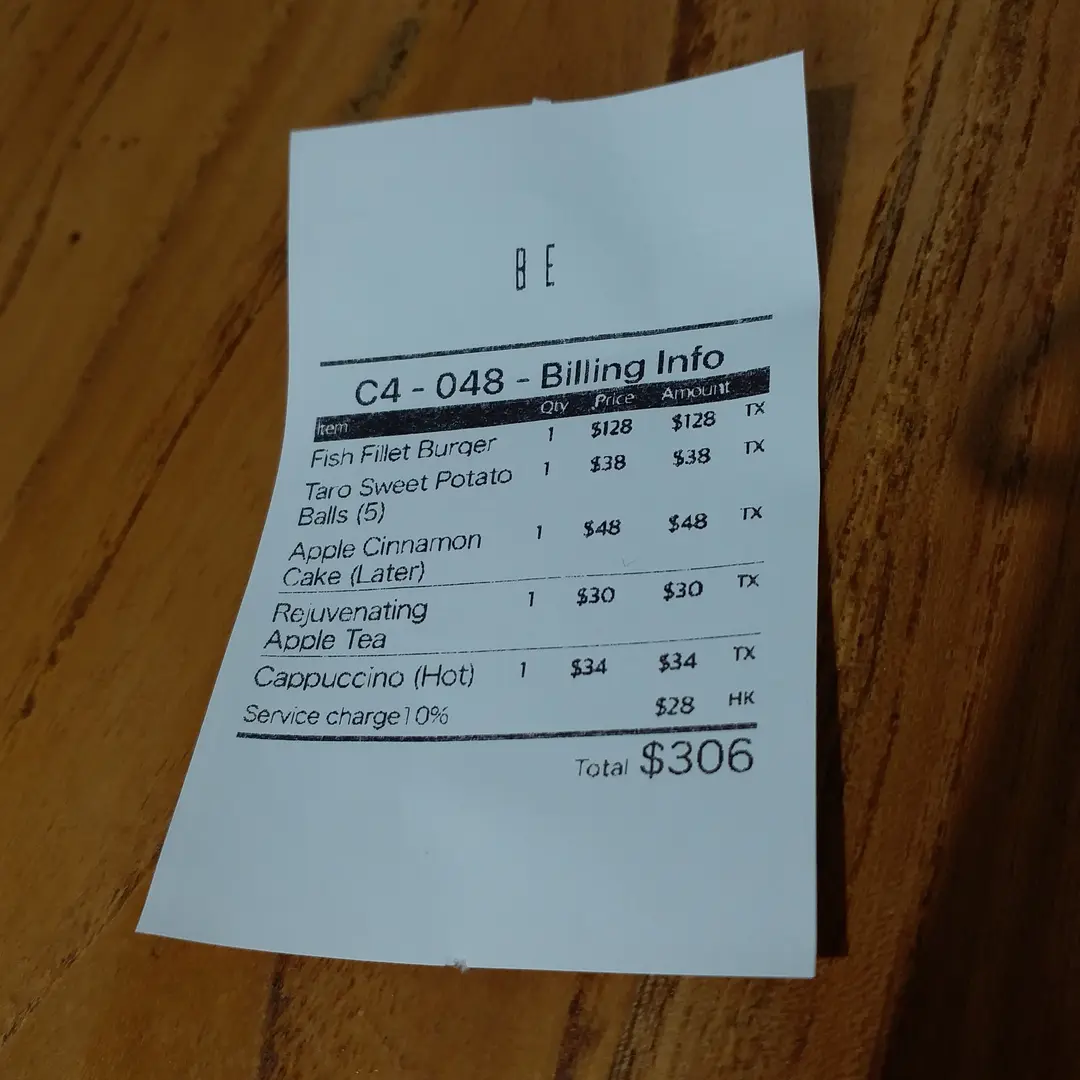 BE
C4 - 048 - Billing Info
Item Qty Price Amount
Fish Fillet Burger 1 $128 $128 TX
Taro Sweet Potato 1 $38 $38 TX
Balls (5)
Apple Cinnamon 1 $48 $48 TX
Cake (Later)
Rejuvenating 1 $30 $30 TX
Apple Tea
Cappuccino (Hot) 1 $34 $34 TX
Service charge10% $28 HK
Total $306